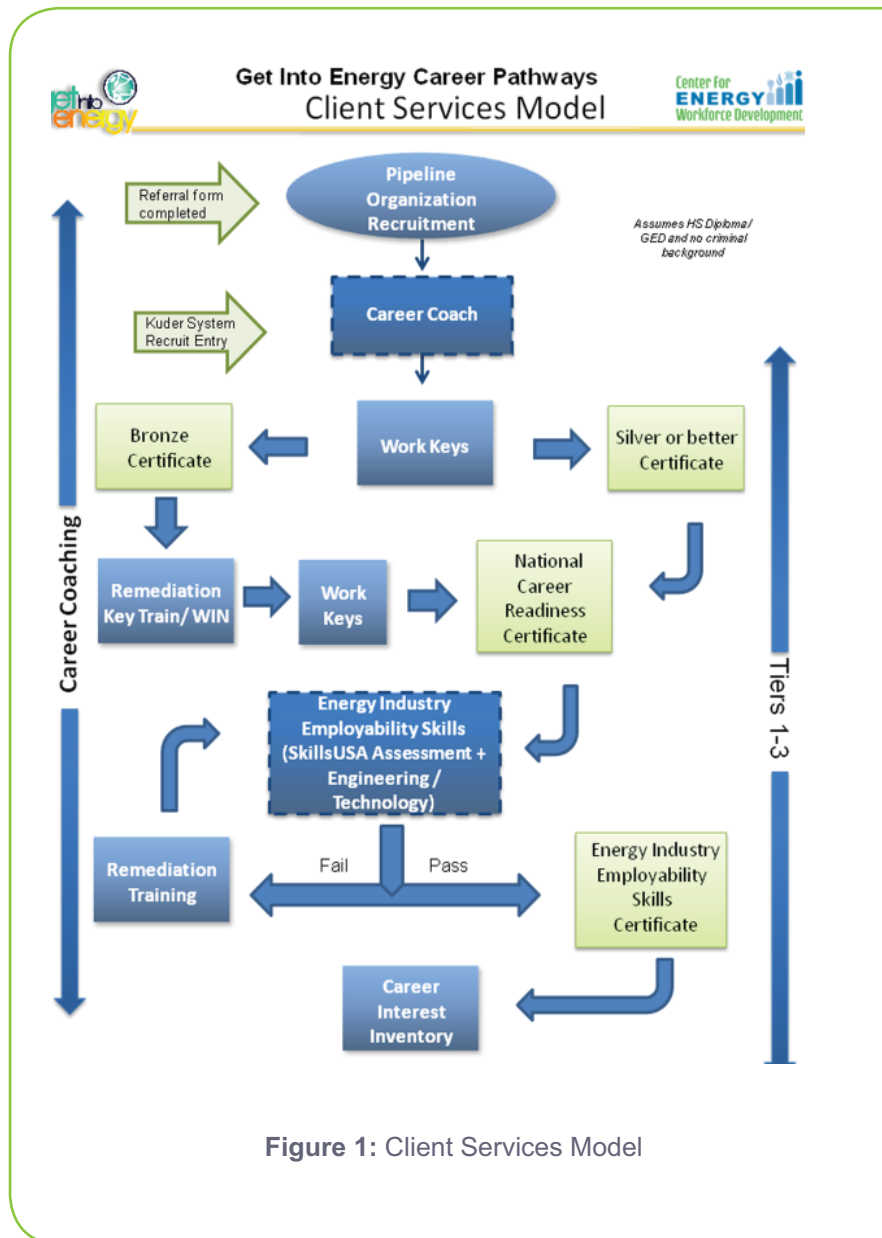 Get Into Energy Career Pathways
Client Services Model
get into
energy
Center For
ENERGY
Workforce Development
Referral form
completed
Pipeline
Organization
Recruitment
Assumes HS Diploma/
GED and no criminal
background
Kuder System
Recruit Entry
Career Coach
Bronze
Certificate
Work Keys
Silver or better
Certificate
Career Coaching
Remediation
Key Train/ WIN
Work
Keys
National
Career
Readiness
Certificate
Tiers 1-3
Energy Industry
Employability Skills
(SkillsUSA Assessment +
Engineering /
Technology)
Fail
Pass
Remediation
Training
Energy Industry
Employability
Skills
Certificate
Career
Interest
Inventory
Figure 1: Client Services Model